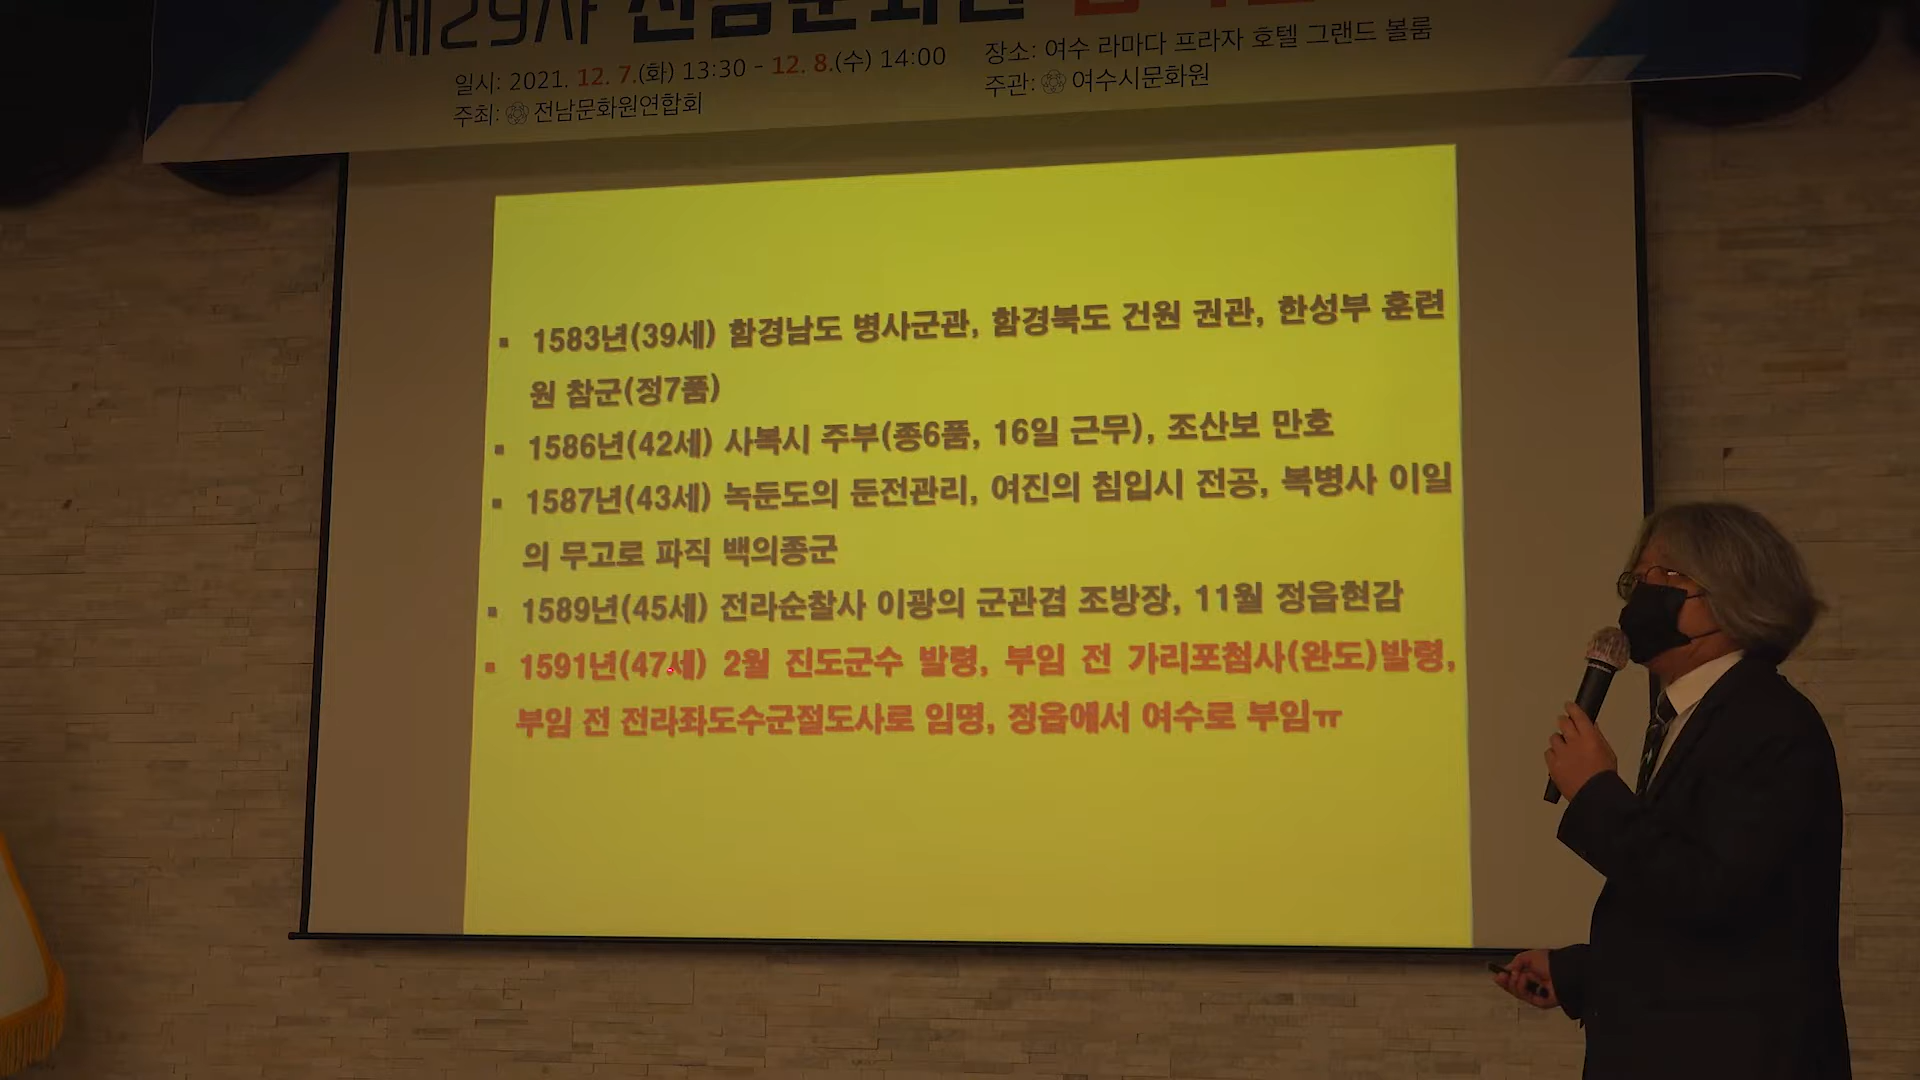 제29차 전남문화원
일시: 2021. 12. 7.(화) 13:30 - 12. 8.(수) 14:00
장소: 여수 라마다 프라자 호텔 그랜드 볼룸
주최: 전남문화원연합회
주관: 여수시문화원
▪ 1583년(39세) 함경남도 병사군관, 함경북도 건원 권관, 한성부 훈련
원 참군(정7품)
▪ 1586년(42세) 사복시 주부(종6품, 16일 근무), 조산보 만호
▪ 1587년(43세) 녹둔도의 둔전관리, 여진의 침입시 전공, 북병사 이일
의 무고로 파직 백의종군
▪ 1589년(45세) 전라순찰사 이광의 군관겸 조방장, 11월 정읍현감
▪ 1591년(47세) 2월 진도군수 발령, 부임 전 가리포첨사(완도)발령,
부임 전 전라좌도수군절도사로 임명, 정읍에서 여수로 부임ㅠ